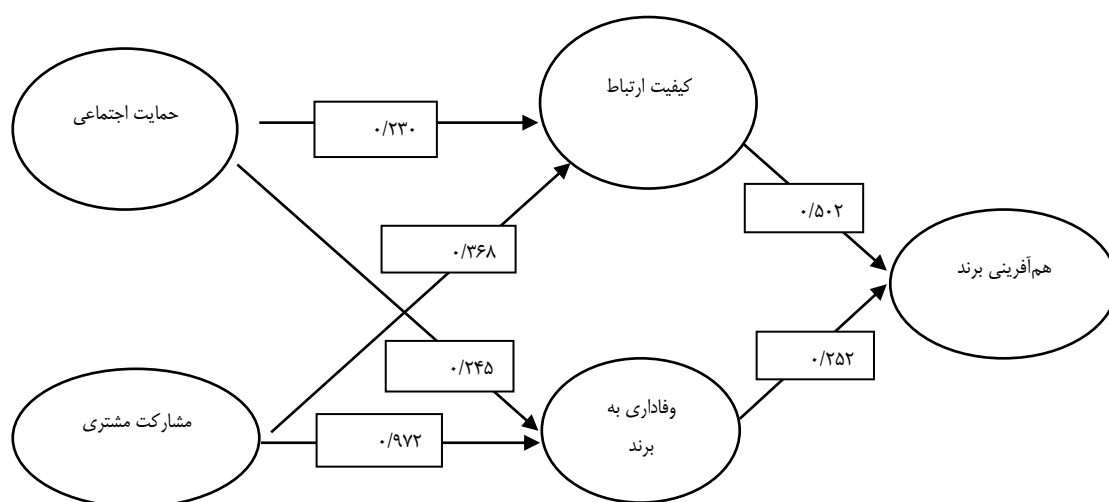 کیفیت ارتباط
حمایت اجتماعی
۰/۲۳۰
۰/۵۰۲
۰/۳۶۸
هم‌آفرینی برند
۰/۲۴۵
۰/۲۵۲
مشارکت مشتری
وفاداری به
برند
۰/۹۷۲